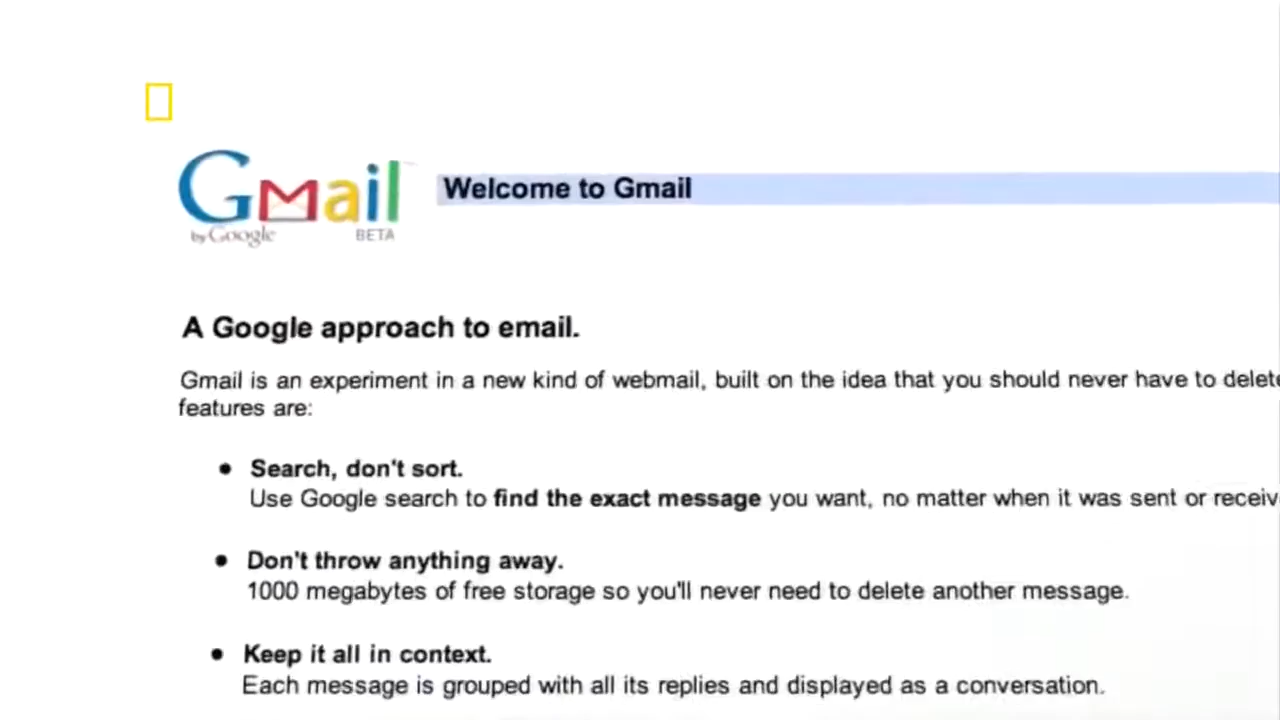 Gmail
by Google BETA
Welcome to Gmail
A Google approach to email.
Gmail is an experiment in a new kind of webmail, built on the idea that you should never have to
features are:
• Search, don't sort.
Use Google search to find the exact message you want, no matter when it was sent or
• Don't throw anything away.
1000 megabytes of free storage so you'll never need to delete another message.
• Keep it all in context.
Each message is grouped with all its replies and displayed as a conversation.